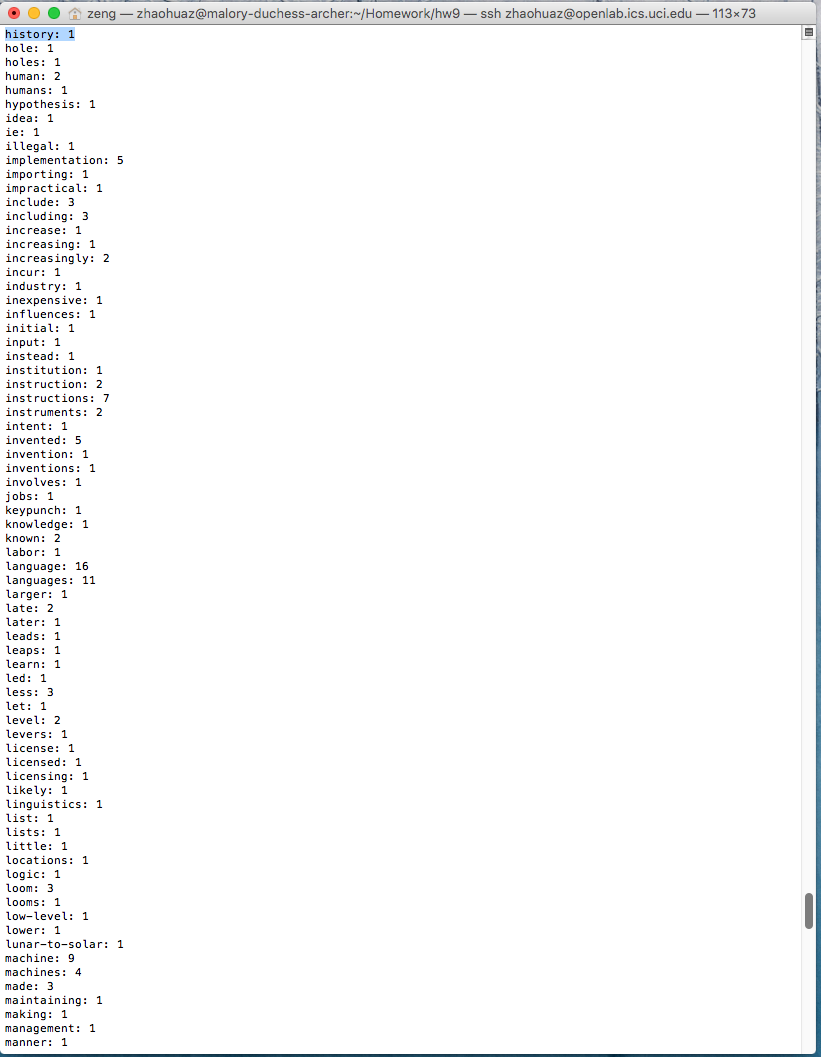 zeng — zhaohuaz@malory-duchess-archer:~/Homework/hw9 — ssh zhaohuaz@openlab.ics.uci.edu — 113×73
history: 1
hole: 1
holes: 1
human: 2
humans: 1
hypothesis: 1
idea: 1
ie: 1
illegal: 1
implementation: 5
importing: 1
impractical: 1
include: 3
including: 3
increase: 1
increasing: 1
increasingly: 2
incur: 1
industry: 1
inexpensive: 1
influences: 1
initial: 1
input: 1
instead: 1
institution: 1
instruction: 2
instructions: 7
instruments: 2
intent: 1
invented: 5
invention: 1
inventions: 1
involves: 1
jobs: 1
keypunch: 1
knowledge: 1
known: 2
labor: 1
language: 16
languages: 11
larger: 1
late: 2
later: 1
leads: 1
leaps: 1
learn: 1
led: 1
less: 3
let: 1
level: 2
levers: 1
license: 1
licensed: 1
licensing: 1
likely: 1
linguistics: 1
list: 1
lists: 1
little: 1
locations: 1
logic: 1
loom: 3
looms: 1
low-level: 1
lower: 1
lunar-to-solar: 1
machine: 9
machines: 4
made: 3
maintaining: 1
making: 1
management: 1
manner: 1